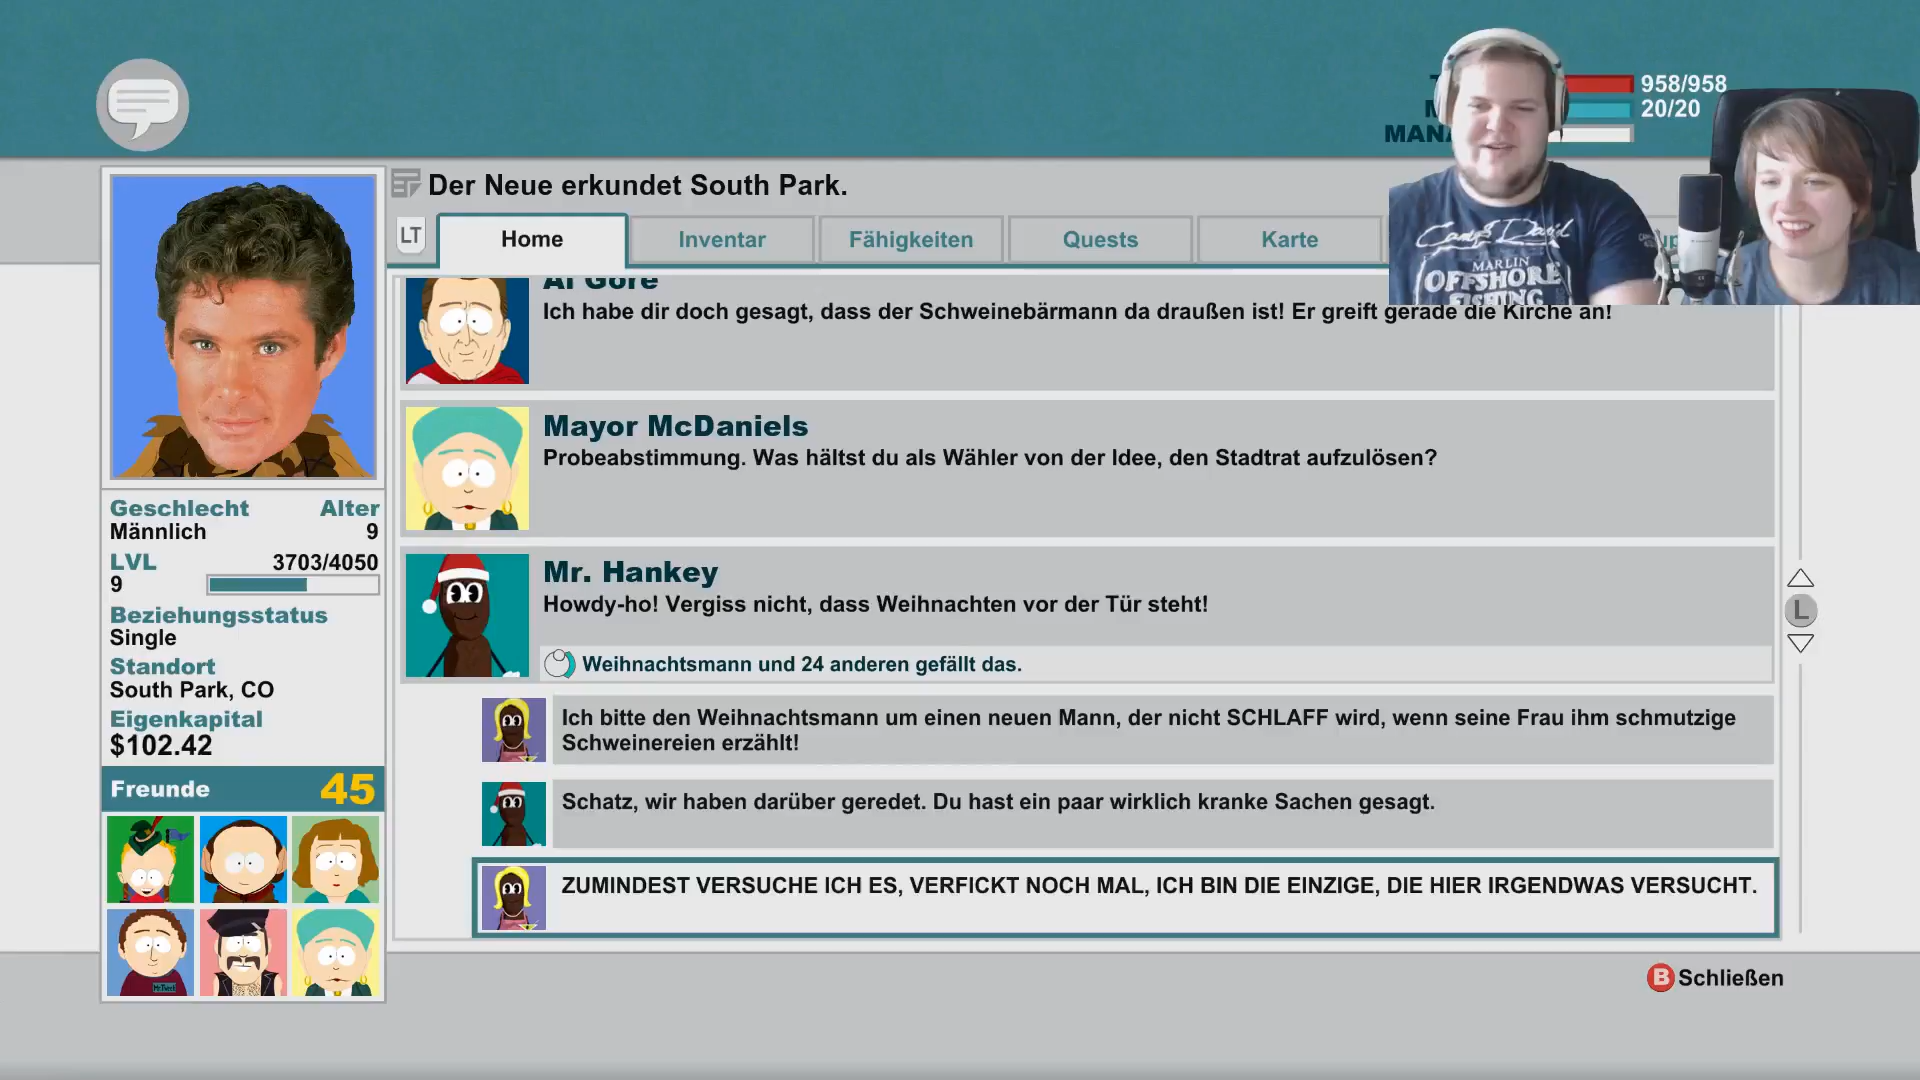 958/958
20/20
MANA
Der Neue erkundet South Park.
LT
Home
Inventar
Fähigkeiten
Quests
Karte
Camp David
MARLIN
OFFSHORE
FISHING
Al Gore
Ich habe dir doch gesagt, dass der Schweinebärmann da draußen ist! Er greift gerade die Kirche an!
Mayor McDaniels
Probeabstimmung. Was hältst du als Wähler von der Idee, den Stadtrat aufzulösen?
Geschlecht Alter
Männlich 9
LVL 3703/4050
9
Beziehungsstatus
Single
Standort
South Park, CO
Eigenkapital
$102.42
Freunde 45
Mr. Hankey
Howdy-ho! Vergiss nicht, dass Weihnachten vor der Tür steht!
Weihnachtsmann und 24 anderen gefällt das.
Ich bitte den Weihnachtsmann um einen neuen Mann, der nicht SCHLAFF wird, wenn seine Frau ihm schmutzige
Schweinereien erzählt!
Schatz, wir haben darüber geredet. Du hast ein paar wirklich kranke Sachen gesagt.
ZUMINDEST VERSUCHE ICH ES, VERFICKT NOCH MAL, ICH BIN DIE EINZIGE, DIE HIER IRGENDWAS VERSUCHT.
L
B Schließen